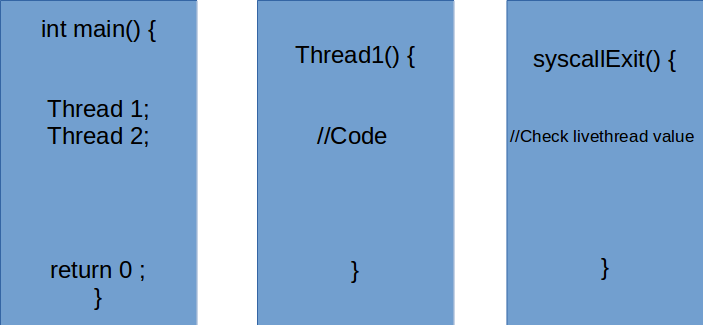 int main() {
Thread 1;
Thread 2;
return 0 ;
}
Thread1() {
//Code
}
syscallExit() {
//Check livethread value
}